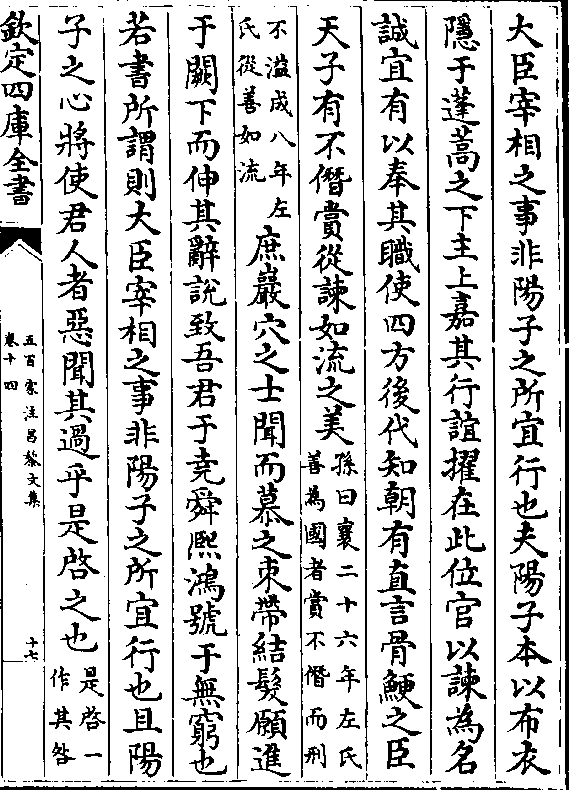 大臣宰相之事非陽子之所宜行也夫陽子本以布衣
隱于蓬蒿之下主上嘉其行誼擢在此位官以諫為名
誠宜有以奉其職使四方後代知朝有直言骨鯁之臣
天子有不僭賞從諫如流之美
孫曰襄二十六年左氏
善為國者賞不僭而刑
不濫成八年左
氏從善如流
庶巖穴之士聞而慕之束帶結髮願進
于闕下而伸其辭說致吾君于堯舜熙鴻號于無窮也
若書所謂則大臣宰相之事非陽子之所宜行也且陽
子之心將使君人者惡聞其過乎是啓之也
是啓一
作其咎
欽定四庫全書
五百家注昌黎文集
卷十四
十七